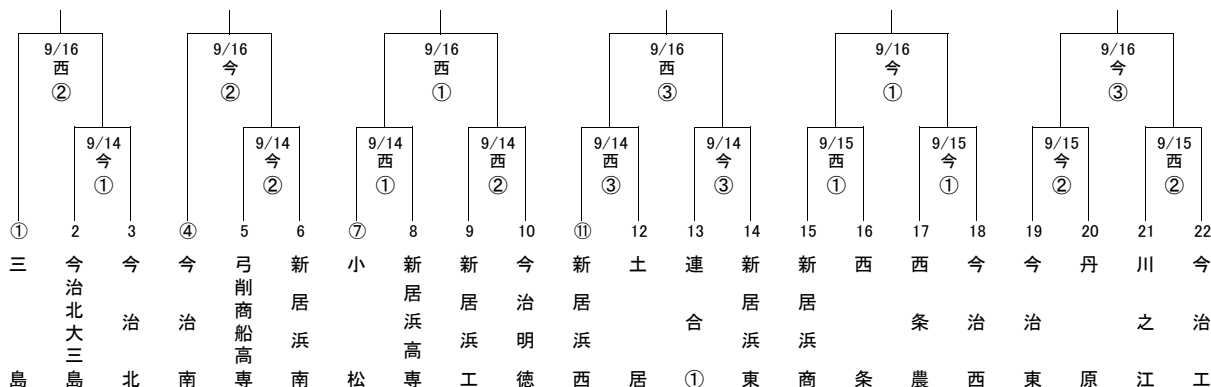 9/16 9/16 9/16 9/16 9/16 9/16
西 今 西 西 今 今
② ② ① ③ ① ③
9/14 9/14 9/14 9/14 9/14 9/14 9/15 9/15 9/15 9/15
今 今 西 西 西 今 西 今 今 西
① ② ① ② ③ ③ ① ① ② ②
① 2 3 ④ 5 6 ⑦ 8 9 10 ⑪ 12 13 14 15 16 17 18 19 20 21 22
三島
今治北大三島
今治北
今治南
弓削商船高専
新居浜南
小松
新居浜高専
新居浜工
今治明徳
新居浜西
土居
連合①
新居浜東
新居浜商
西条
西条農
今治西
今治東
丹原
川之江
今治工